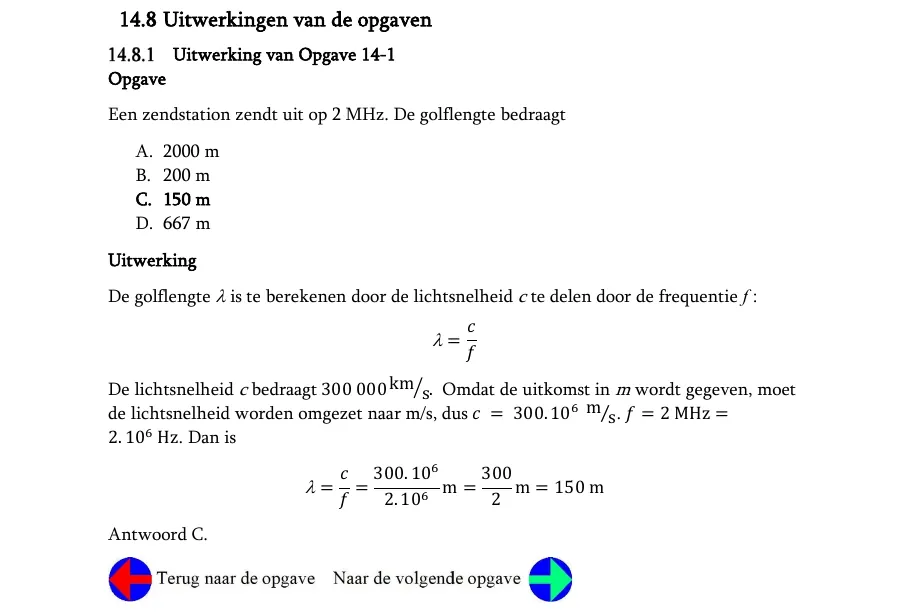 14.8 Uitwerkingen van de opgaven
14.8.1 Uitwerking van Opgave 14-1
Opgave
Een zendstation zendt uit op 2 MHz. De golflengte bedraagt
A. 2000 m
B. 200 m
C. 150 m
D. 667 m
Uitwerking
De golflengte λ is te berekenen door de lichtsnelheid c te delen door de frequentie f :
λ = c/f
De lichtsnelheid c bedraagt 300 000 km/s. Omdat de uitkomst in m wordt gegeven, moet
de lichtsnelheid worden omgezet naar m/s, dus c = 300.10⁶ m/s. f = 2 MHz =
2.10⁶ Hz. Dan is
λ = c/f = 300.10⁶/2.10⁶ m = 300/2 m = 150 m
Antwoord C.
Terug naar de opgave Naar de volgende opgave